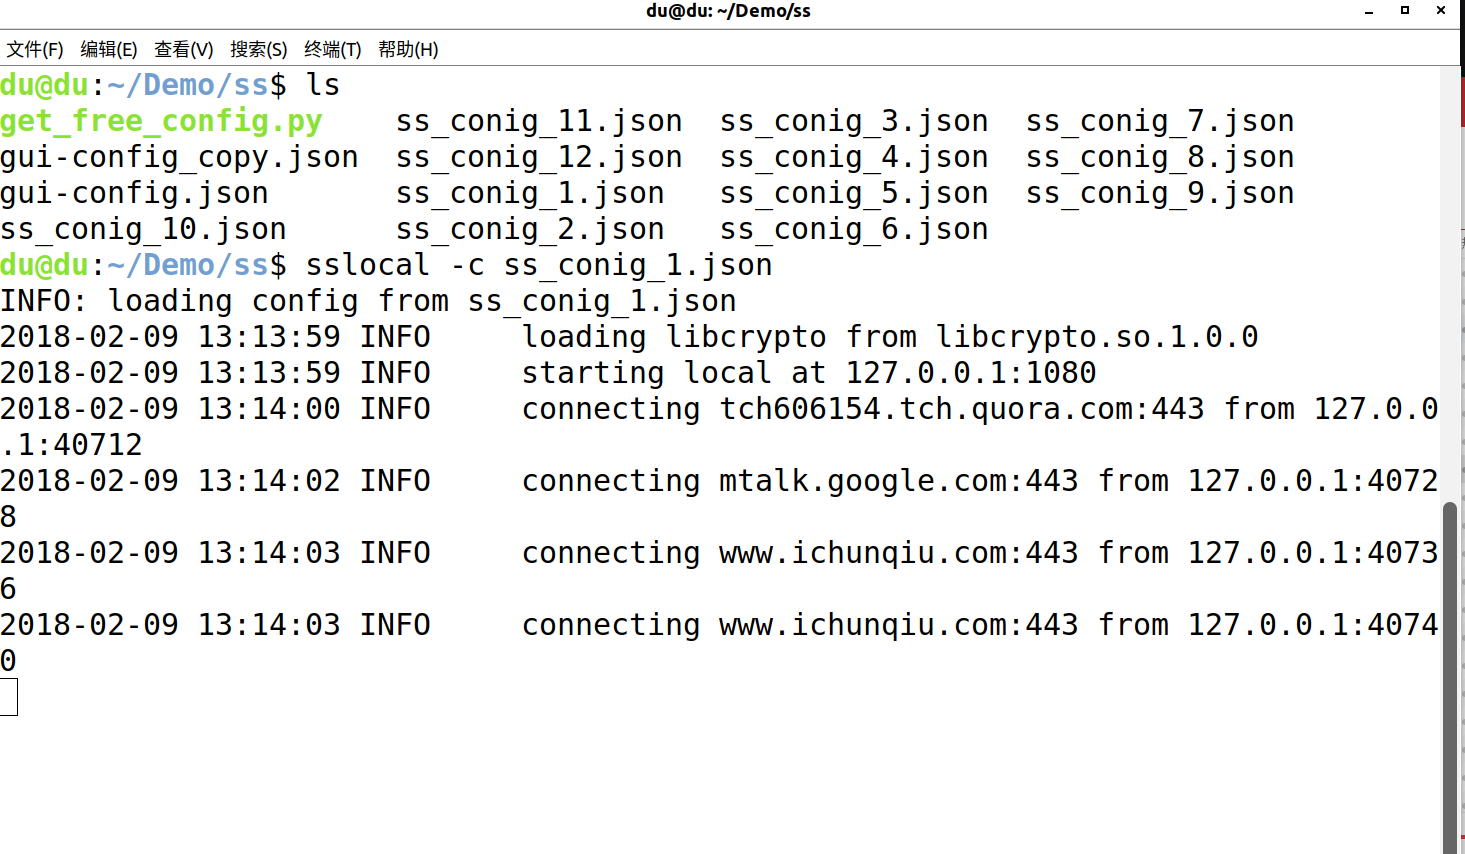 du@du: ~/Demo/ss
文件(F) 编辑(E) 查看(V) 搜索(S) 终端(T) 帮助(H)
du@du:~/Demo/ss$ ls
get_free_config.py    ss_conig_11.json  ss_conig_3.json  ss_conig_7.json
gui-config_copy.json  ss_conig_12.json  ss_conig_4.json  ss_conig_8.json
gui-config.json       ss_conig_1.json   ss_conig_5.json  ss_conig_9.json
ss_conig_10.json      ss_conig_2.json   ss_conig_6.json
du@du:~/Demo/ss$ sslocal -c ss_conig_1.json
INFO: loading config from ss_conig_1.json
2018-02-09 13:13:59 INFO     loading libcrypto from libcrypto.so.1.0.0
2018-02-09 13:13:59 INFO     starting local at 127.0.0.1:1080
2018-02-09 13:14:00 INFO     connecting tch606154.tch.quora.com:443 from 127.0.0
.1:40712
2018-02-09 13:14:02 INFO     connecting mtalk.google.com:443 from 127.0.0.1:4072
8
2018-02-09 13:14:03 INFO     connecting www.ichunqiu.com:443 from 127.0.0.1:4073
6
2018-02-09 13:14:03 INFO     connecting www.ichunqiu.com:443 from 127.0.0.1:4074
0